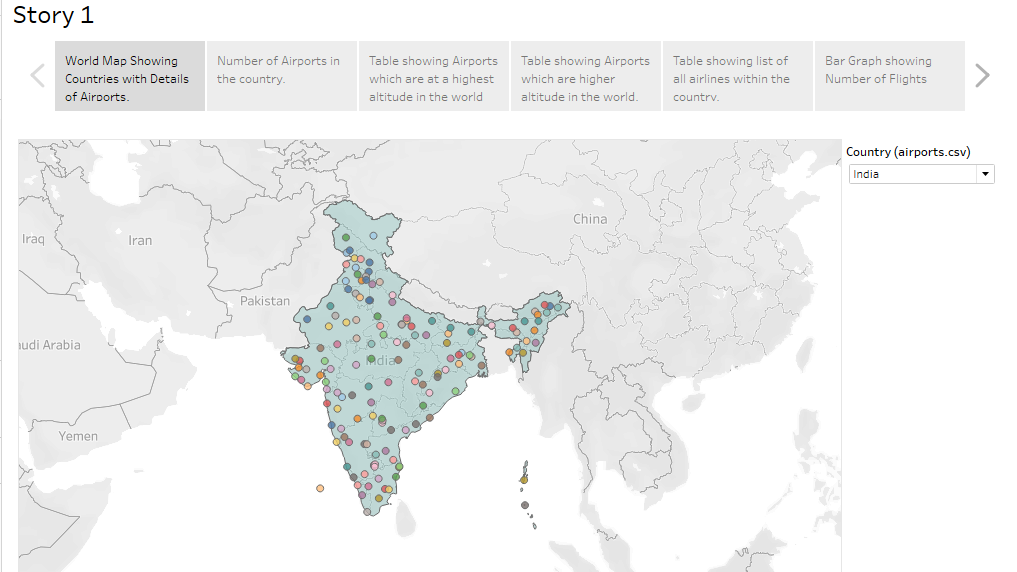 Story 1
World Map Showing
Countries with Details
of Airports.
Number of Airports in
the country.
Table showing Airports
which are at a highest
altitude in the world
Table showing Airports
which are higher
altitude in the world.
Table showing list of
all airlines within the
country.
Bar Graph showing
Number of Flights
Country (airports.csv)
India
China
Iraq
Iran
Pakistan
audi Arabia
India
Yemen